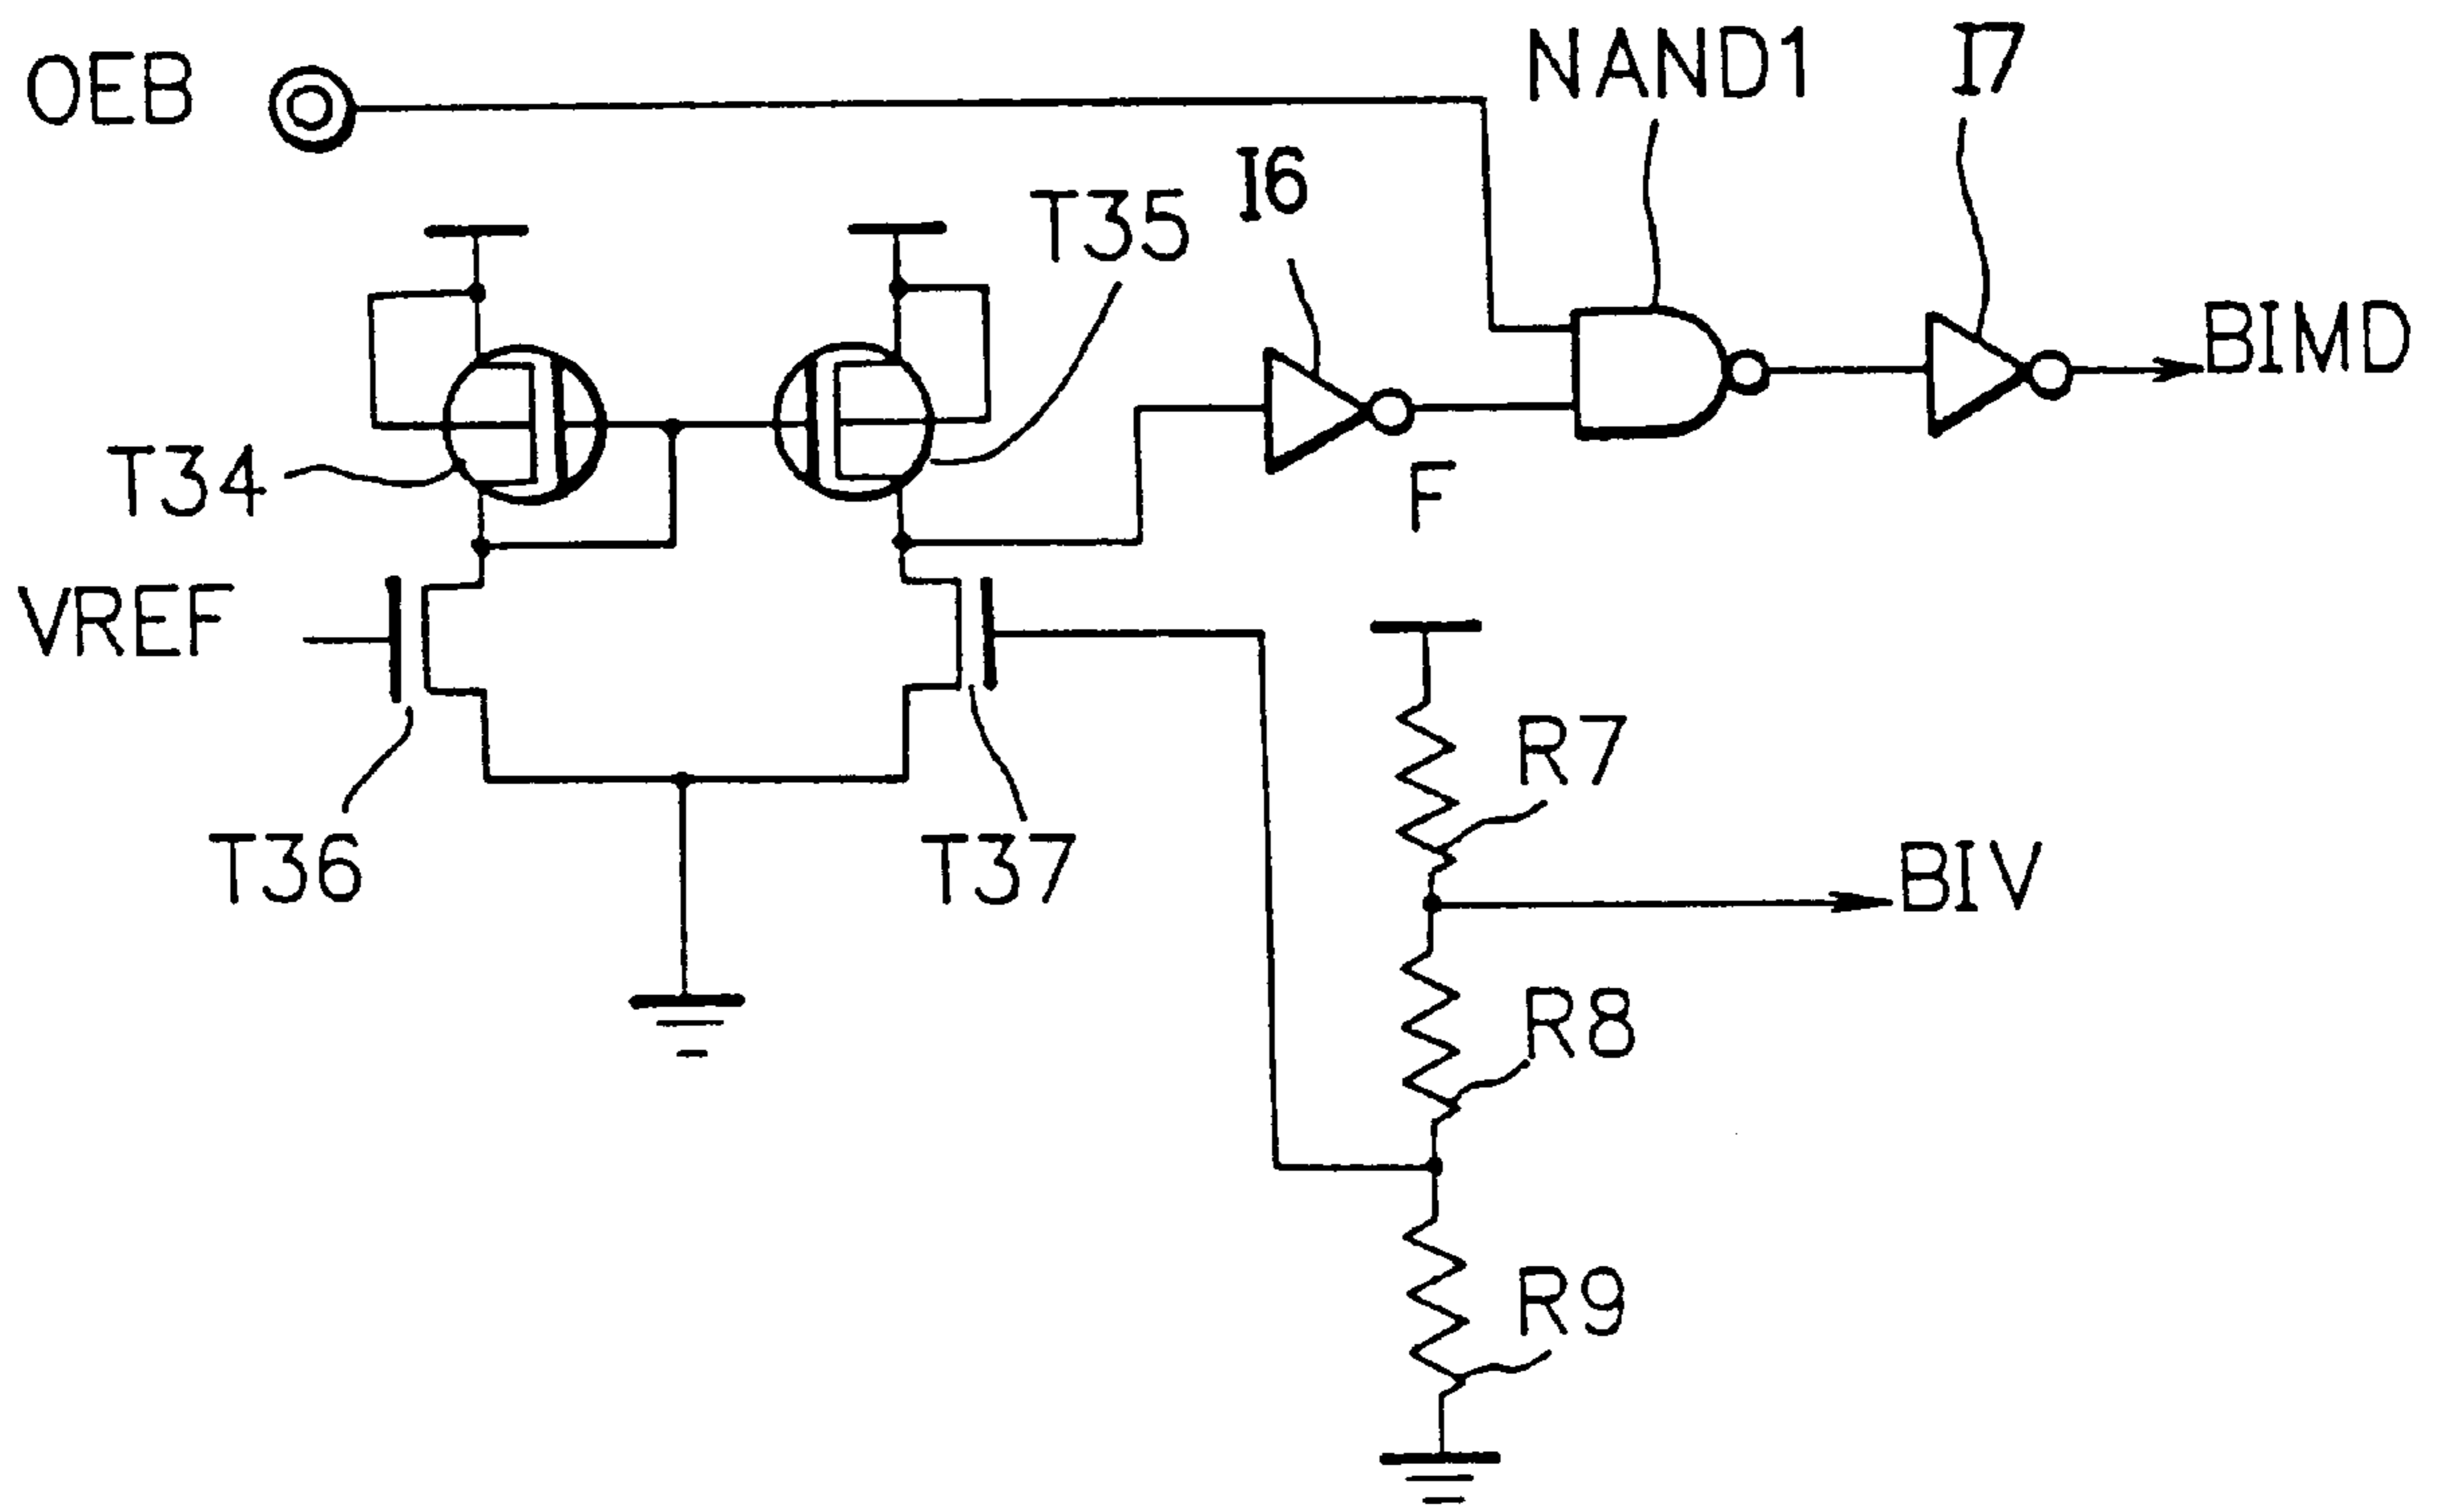 OEB
NAND1
I7
I6
T35
BIMD
T34
F
VREF
R7
T36
T37
BIV
R8
R9